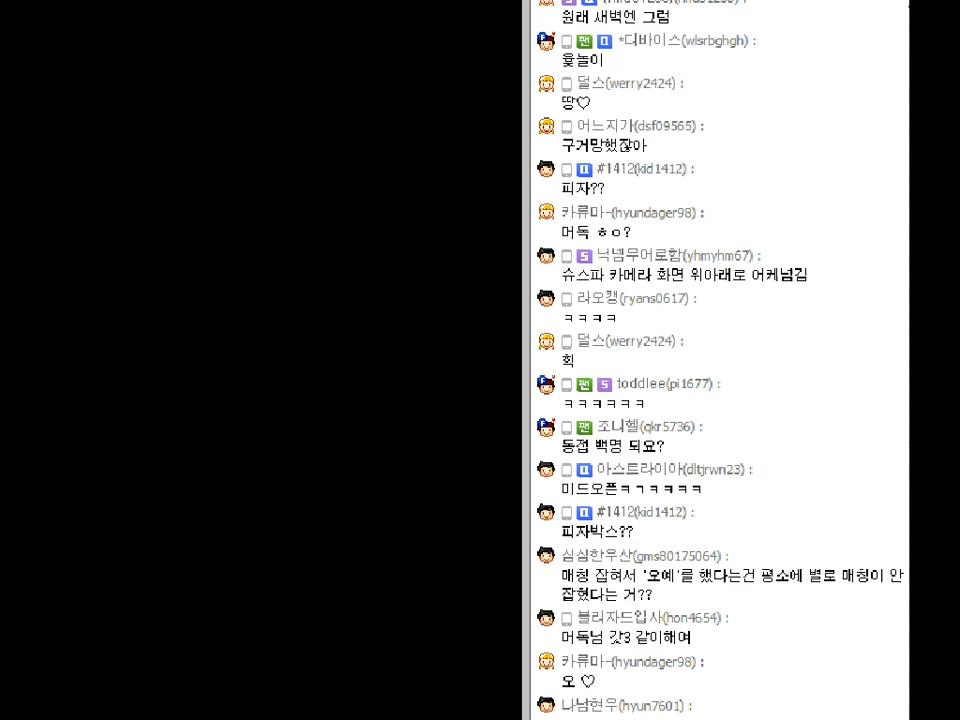 원래 새벽엔 그럼
팬 *디바이스(wlsrbghgh) :
윷놀이
덜스(werry2424) :
땅♡
어느지가(dsf09565) :
구거망했잖아
#1412(kid1412) :
피자??
카류마-(hyundager98) :
머독 ㅎㅇ?
S 닉넴무어로함(yhmyhm67) :
슈스파 카메라 화면 위아래로 어케넘김
라오캥(ryans0617) :
ㅋㅋㅋㅋ
덜스(werry2424) :
획
팬 S toddlee(pi1677) :
ㅋㅋㅋㅋㅋㅋ
팬 조니헬(qkr5736) :
동접 백명 되요?
아스트라이아(dltjrwn23) :
미드오픈ㅋㄱㅋㅋㅋㅋ
#1412(kid1412) :
피자박스??
심심한우산(gms80175064) :
매칭 잡혀서 '오예'를 했다는건 평소에 별로 매칭이 안
잡혔다는 거??
블리자드입사(hon4654) :
머독님 갓3 같이해여
카류마-(hyundager98) :
오 ♡
나남현우(hyun7601) :